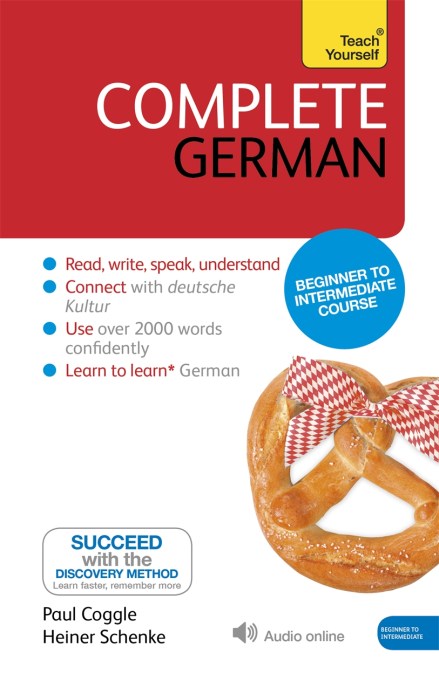 Teach
Yourself®
COMPLETE
GERMAN
Read, write, speak, understand
Connect with deutsche
Kultur
Use over 2000 words
confidently
Learn to learn* German
BEGINNER TO
INTERMEDIATE
COURSE
SUCCEED
with the
DISCOVERY METHOD
Learn faster, remember more
Paul Coggle
Heiner Schenke
Audio online
BEGINNER TO
INTERMEDIATE